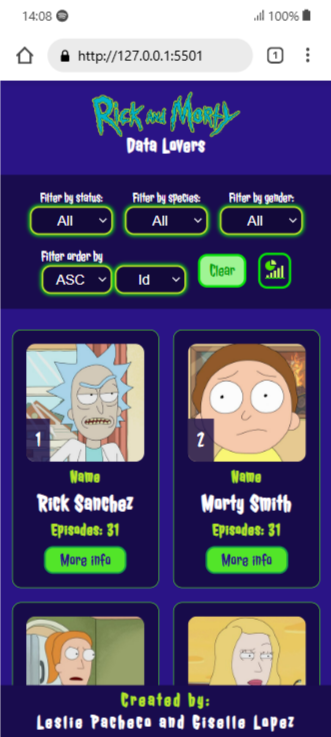 14:08 100%
http://127.0.0.1:5501 1
Rick and Morty
Data Lovers
Filter by status: Filter by species: Filter by gender:
All All All
Filter order by
ASC Id Clear
1 2
Name Name
Rick Sanchez Morty Smith
Episodes: 31 Episodes: 31
More info More info
Created by:
Leslie Pacheco and Giselle Lopez